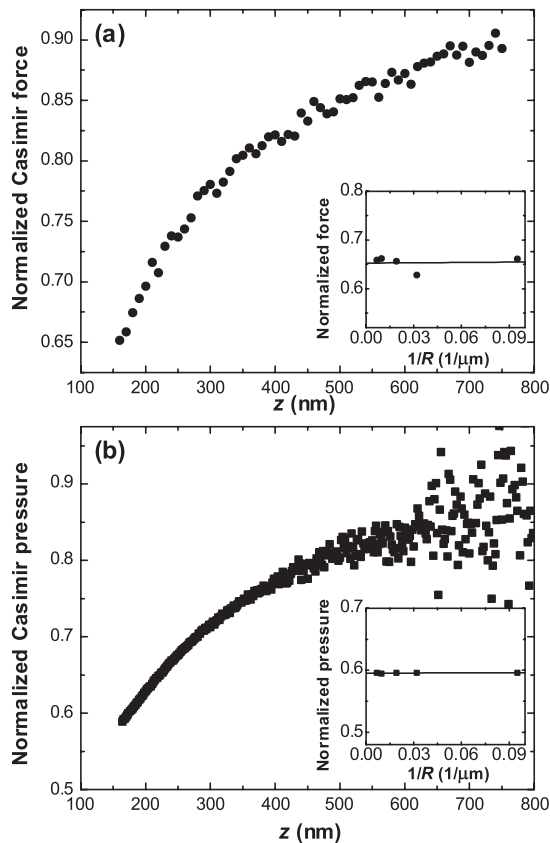 (a)
Normalized Casimir force
0.90
0.85
0.80
0.75
0.70
0.65
100 200 300 400 500 600 700 800
z (nm)
Normalized force
0.8
0.7
0.6
0.00 0.03 0.06 0.09
1/R (1/μm)
(b)
Normalized Casimir pressure
0.9
0.8
0.7
0.6
0.5
100 200 300 400 500 600 700 800
z (nm)
Normalized pressure
0.7
0.6
0.5
0.00 0.03 0.06 0.09
1/R (1/μm)